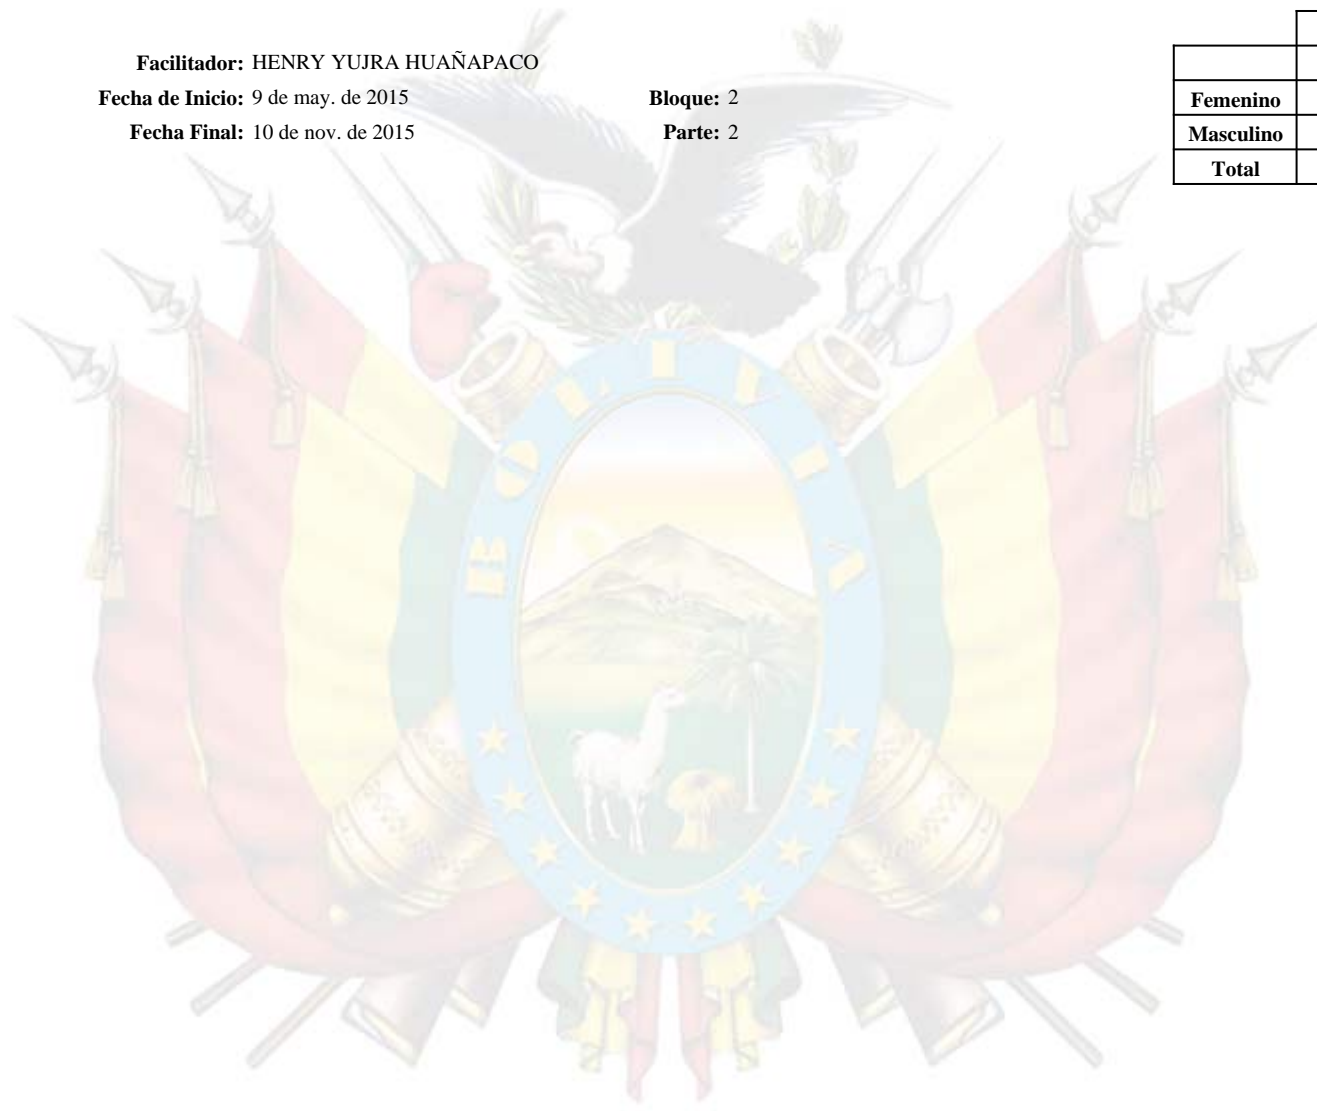 Facilitador: HENRY YUJRA HUAÑAPACO
Fecha de Inicio: 9 de may. de 2015 Bloque: 2
Fecha Final: 10 de nov. de 2015 Parte: 2
Femenino
Masculino
Total
BOLIVIA